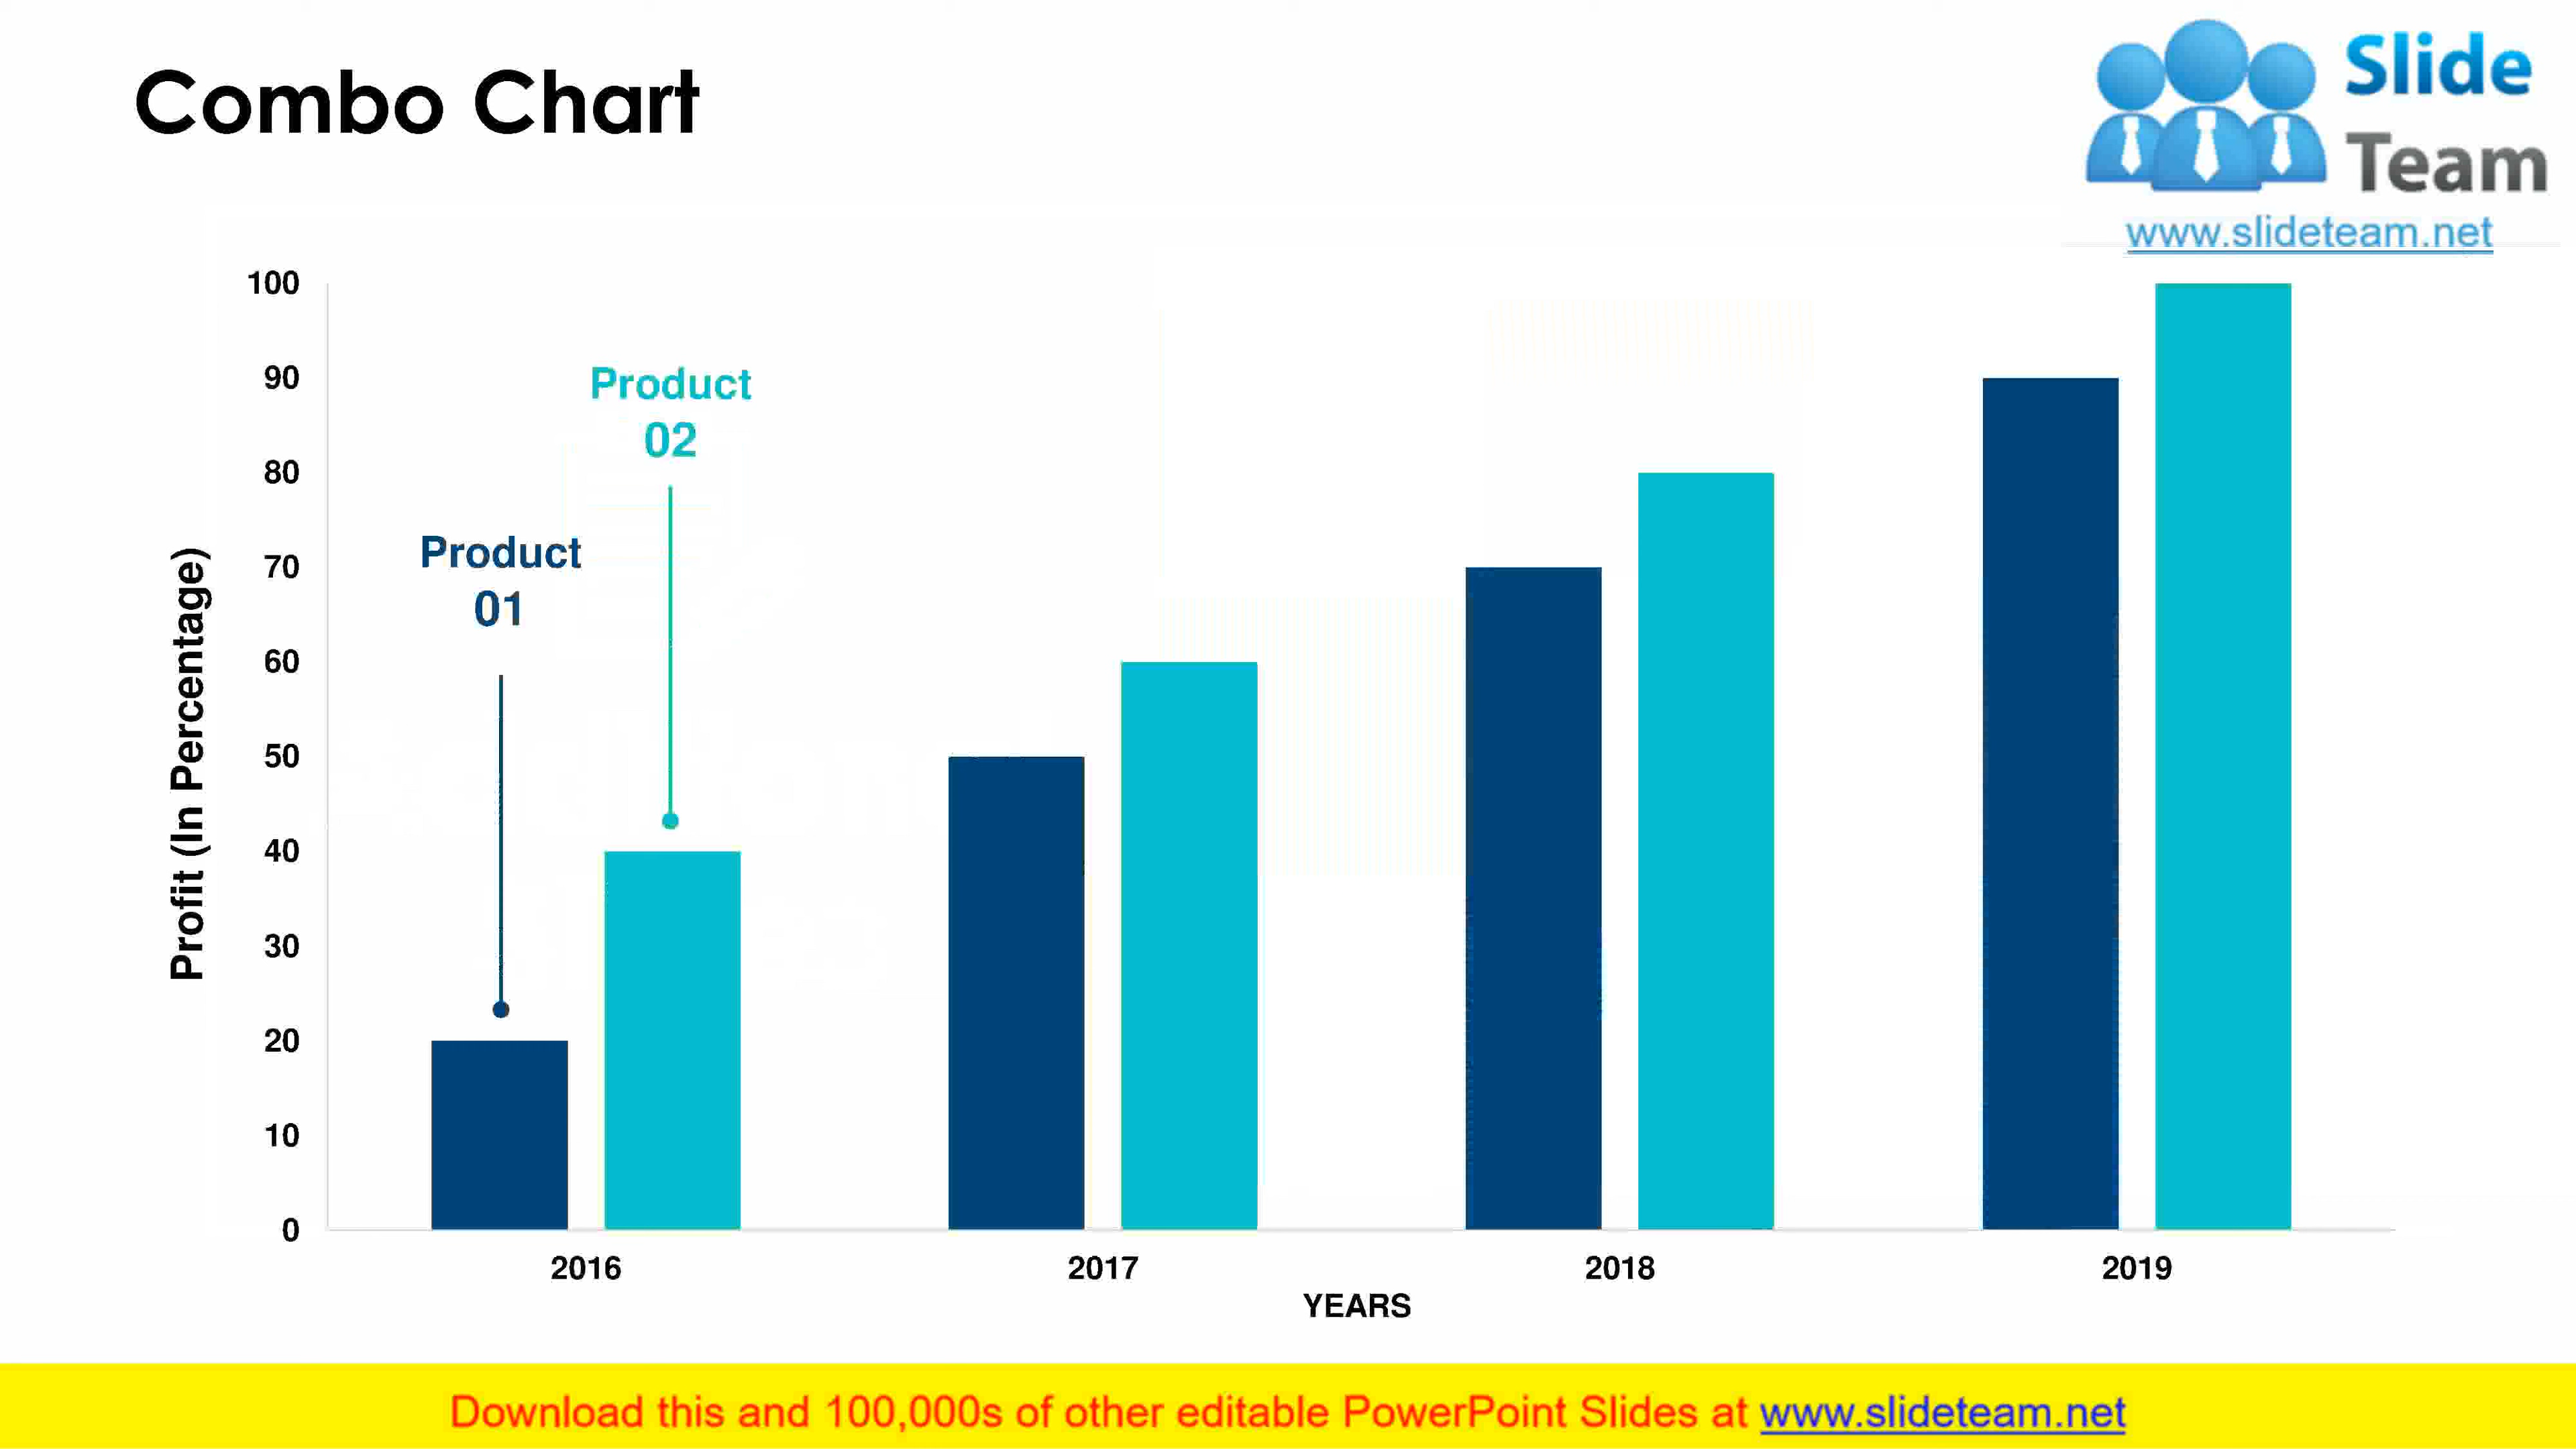 Combo Chart
Slide
Team
www.slideteam.net
100
90
80
70
60
50
40
30
20
10
0
Profit (In Percentage)
Product
02
Product
01
2016
2017
2018
2019
YEARS
Download this and 100,000s of other editable PowerPoint Slides at www.slideteam.net